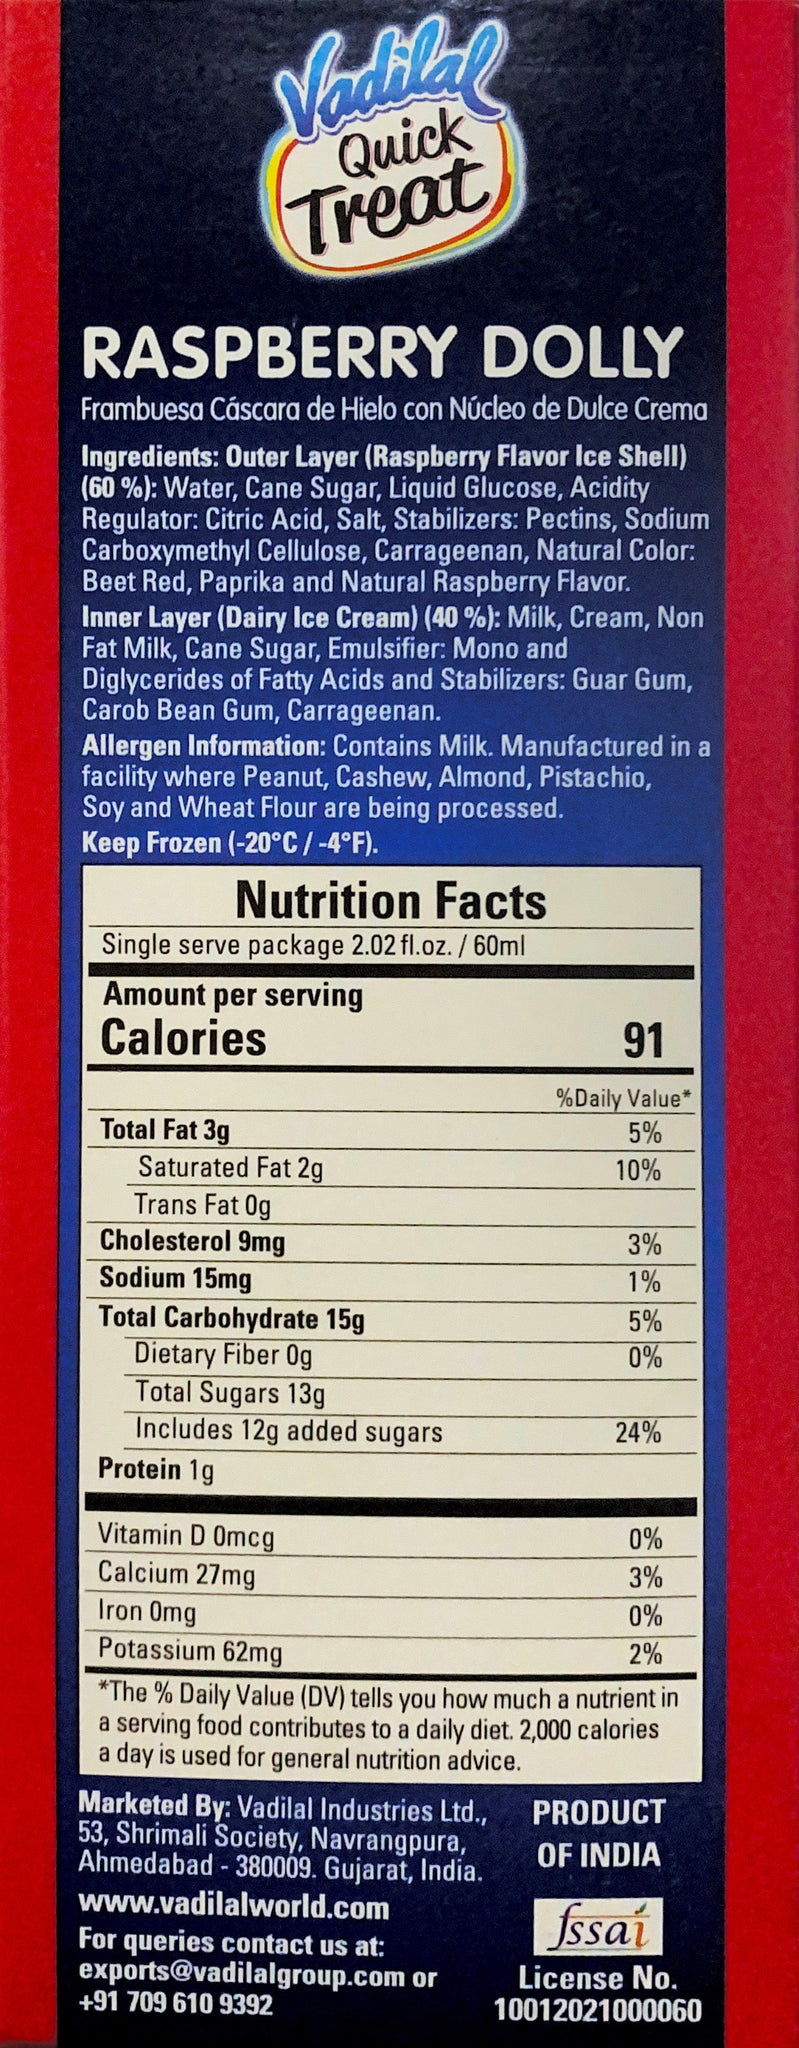 Vadilal
Quick
Treat
RASPBERRY DOLLY
Frambuesa Cáscara de Hielo con Núcleo de Dulce Crema
Ingredients: Outer Layer (Raspberry Flavor Ice Shell)
(60 %): Water, Cane Sugar, Liquid Glucose, Acidity
Regulator: Citric Acid, Salt, Stabilizers: Pectins, Sodium
Carboxymethyl Cellulose, Carrageenan, Natural Color:
Beet Red, Paprika and Natural Raspberry Flavor.
Inner Layer (Dairy Ice Cream) (40 %): Milk, Cream, Non
Fat Milk, Cane Sugar, Emulsifier: Mono and
Diglycerides of Fatty Acids and Stabilizers: Guar Gum,
Carob Bean Gum, Carrageenan.
Allergen Information: Contains Milk. Manufactured in a
facility where Peanut, Cashew, Almond, Pistachio,
Soy and Wheat Flour are being processed.
Keep Frozen (-20°C / -4°F).
Nutrition Facts
Single serve package 2.02 fl.oz. / 60ml
Amount per serving
Calories 91
%Daily Value*
Total Fat 3g 5%
Saturated Fat 2g 10%
Trans Fat 0g
Cholesterol 9mg 3%
Sodium 15mg 1%
Total Carbohydrate 15g 5%
Dietary Fiber 0g 0%
Total Sugars 13g
Includes 12g added sugars 24%
Protein 1g
Vitamin D 0mcg 0%
Calcium 27mg 3%
Iron 0mg 0%
Potassium 62mg 2%
*The % Daily Value (DV) tells you how much a nutrient in
a serving food contributes to a daily diet. 2,000 calories
a day is used for general nutrition advice.
Marketed By: Vadilal Industries Ltd.,
53, Shrimali Society, Navrangpura,
Ahmedabad - 380009. Gujarat, India.
www.vadilalworld.com
For queries contact us at:
exports@vadilalgroup.com or
+91 709 610 9392
PRODUCT
OF INDIA
fssai
License No.
10012021000060